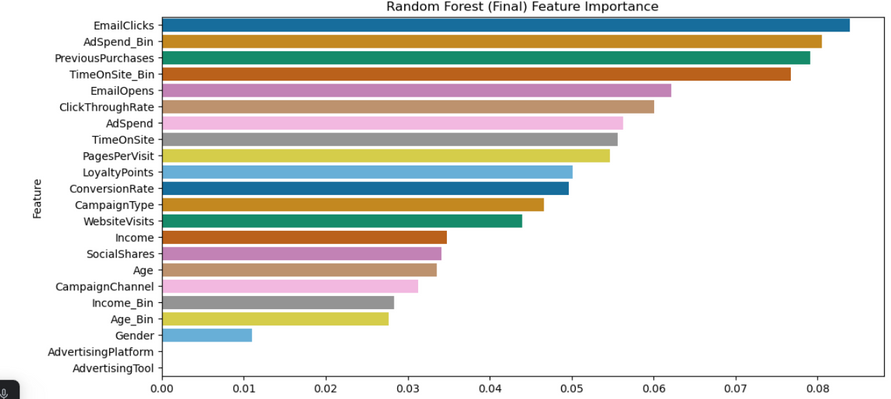 Random Forest (Final) Feature Importance
Feature
EmailClicks
AdSpend_Bin
PreviousPurchases
TimeOnSite_Bin
EmailOpens
ClickThroughRate
AdSpend
TimeOnSite
PagesPerVisit
LoyaltyPoints
ConversionRate
CampaignType
WebsiteVisits
Income
SocialShares
Age
CampaignChannel
Income_Bin
Age_Bin
Gender
AdvertisingPlatform
AdvertisingTool
0.00 0.01 0.02 0.03 0.04 0.05 0.06 0.07 0.08